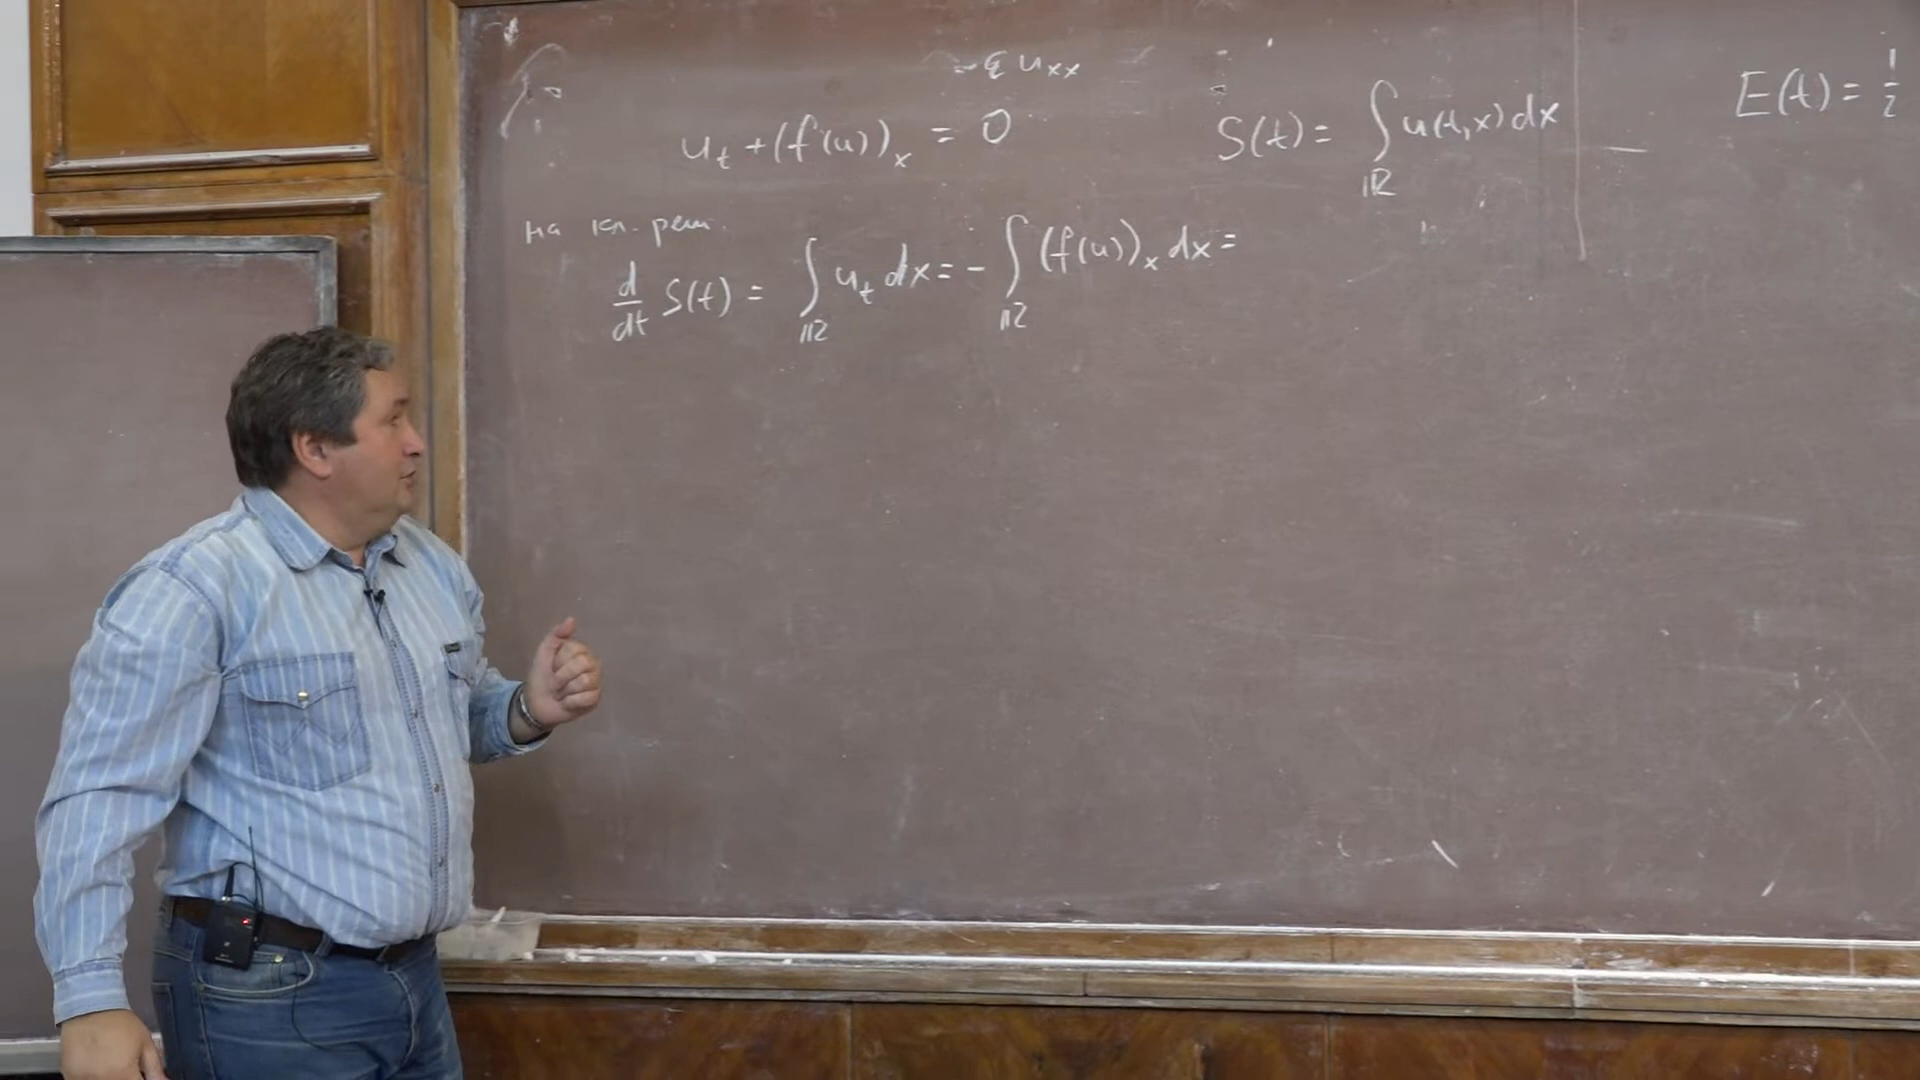 = ε u_xx
u_t + (f(u))_x = 0
S(t) = ∫_ℝ u(t,x) dx
E(t) = 1/2
на кл. реш.
d/dt S(t) = ∫_ℝ u_t dx = - ∫_ℝ (f(u))_x dx =